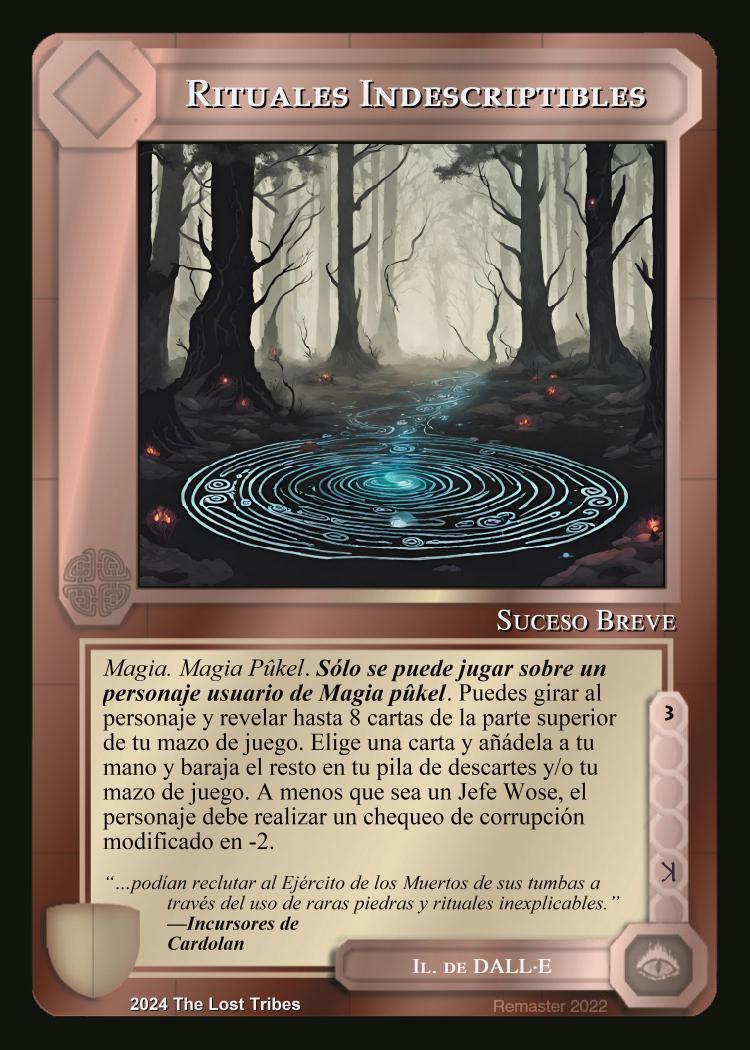 Rituales Indescriptibles
Suceso Breve
Magia. Magia Pûkel. Sólo se puede jugar sobre un
personaje usuario de Magia pûkel. Puedes girar al
personaje y revelar hasta 8 cartas de la parte superior
de tu mazo de juego. Elige una carta y añádela a tu
mano y baraja el resto en tu pila de descartes y/o tu
mazo de juego. A menos que sea un Jefe Wose, el
personaje debe realizar un chequeo de corrupción
modificado en -2.
3
“...podían reclutar al Ejército de los Muertos de sus tumbas a
través del uso de raras piedras y rituales inexplicables.”
—Incursores de
Cardolan
Il. de DALL·E
2024 The Lost Tribes
Remaster 2022